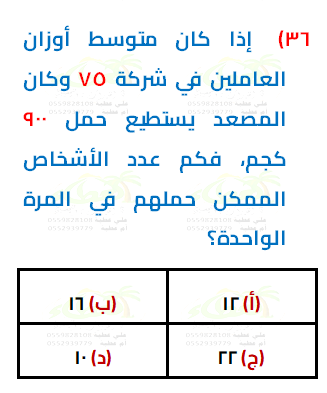 ٣٦) إذا كان متوسط أوزان
العاملين في شركة ٧٥ وكان
المصعد يستطيع حمل ٩٠٠
كجم، فكم عدد الأشخاص
الممكن حملهم في المرة
الواحدة؟
(أ) ١٢
(ب) ١٦
(ج) ٢٢
(د) ١٠